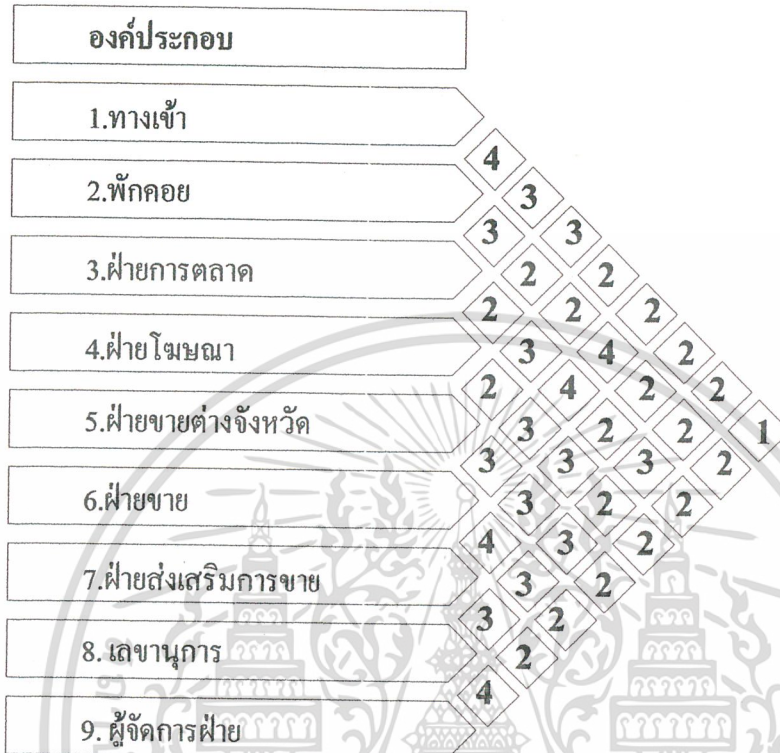 องค์ประกอบ
1.ทางเข้า
4
2.พักคอย
3
3 3
3.ฝ่ายการตลาด
2 2
2 2 2
4.ฝ่ายโฆษณา
3 4 2
2 4 2 2
5.ฝ่ายขายต่างจังหวัด
3 2 2 1
3 3 3 2
6.ฝ่ายขาย
3 2 2
4 3 2
7.ฝ่ายส่งเสริมการขาย
3 2
3 2
8. เลขานุการ
2
4
9. ผู้จัดการฝ่าย